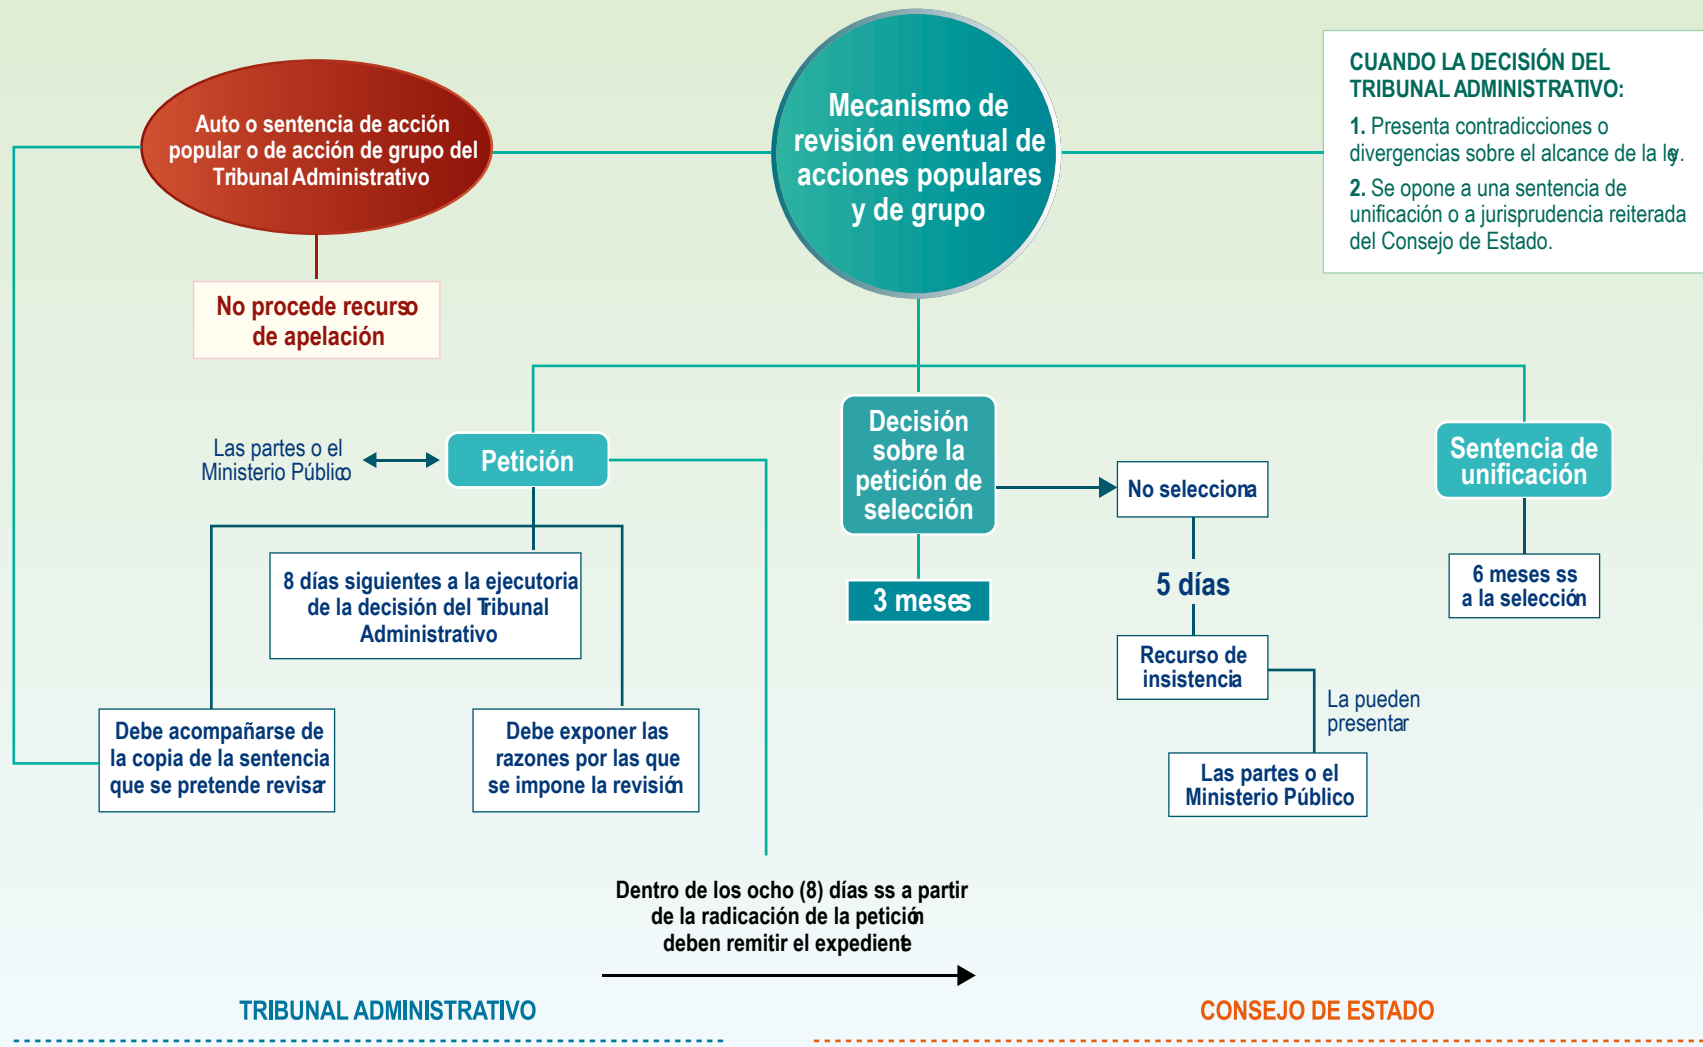 Auto o sentencia de acción
popular o de acción de grupo del
Tribunal Administrativo
No procede recurso
de apelación
Mecanismo de
revisión eventual de
acciones populares
y de grupo
CUANDO LA DECISIÓN DEL
TRIBUNAL ADMINISTRATIVO:
1. Presenta contradicciones o
divergencias sobre el alcance de la ley.
2. Se opone a una sentencia de
unificación o a jurisprudencia reiterada
del Consejo de Estado.
Las partes o el
Ministerio Público
Petición
8 días siguientes a la ejecutoria
de la decisión del Tribunal
Administrativo
Debe acompañarse de
la copia de la sentencia
que se pretende revisar
Debe exponer las
razones por las que
se impone la revisión
Decisión
sobre la
petición de
selección
3 meses
No selecciona
5 días
Recurso de
insistencia
La pueden
presentar
Las partes o el
Ministerio Público
Sentencia de
unificación
6 meses ss
a la selección
Dentro de los ocho (8) días ss a partir
de la radicación de la petición
deben remitir el expediente
TRIBUNAL ADMINISTRATIVO
CONSEJO DE ESTADO